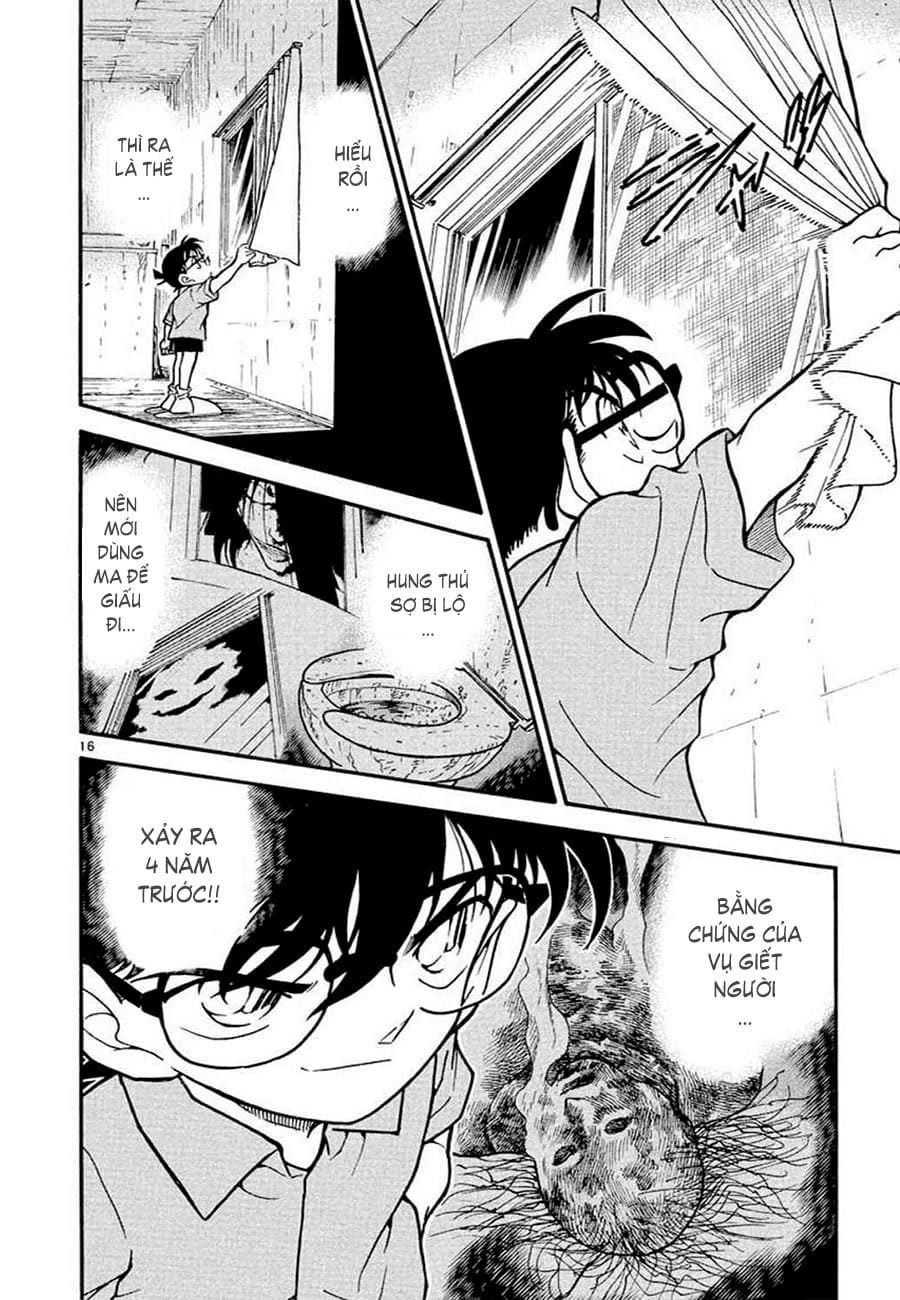 HIỂU
RỒI
...
THÌ RA
LÀ THẾ
...
HUNG THỦ
SỢ BỊ LỘ
...
NÊN
MỚI
DÙNG
MA ĐỂ
GIẤU
ĐI...
16
BẰNG
CHỨNG CỦA
VỤ GIẾT
NGƯỜI
...
XẢY RA
4 NĂM
TRƯỚC!!